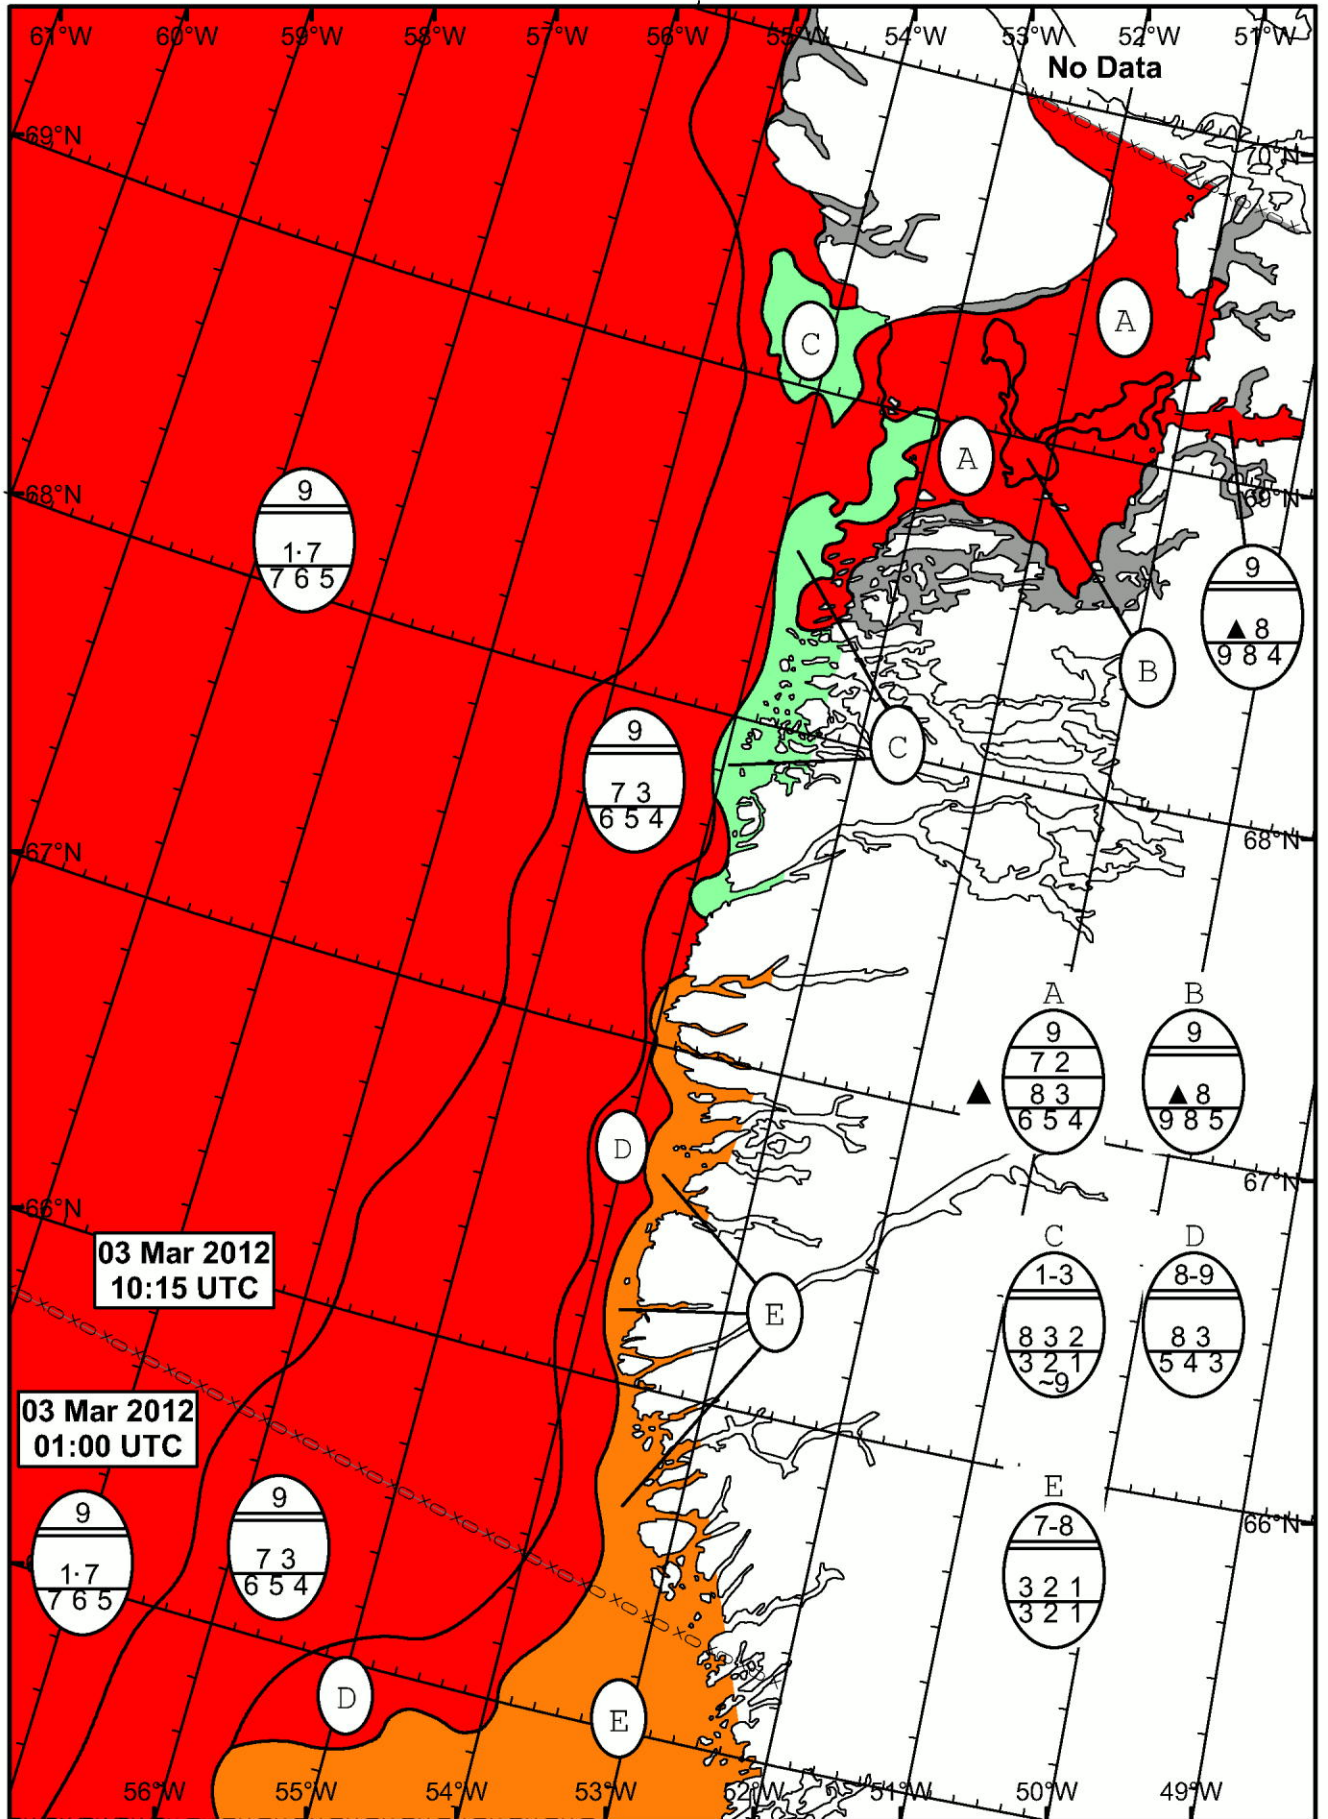 61°W 60°W 59°W 58°W 57°W 56°W 55°W 54°W 53°W 52°W 51°W
No Data
69°N
70°N
A
C
A
68°N
69°N
9
1·7
7 6 5
9
▲ 8
9 8 4
B
9
7 3
6 5 4
C
67°N
68°N
A B
9
7 2
8 3
▲
6 5 4
9
▲ 8
9 8 5
D
67°N
66°N
C D
03 Mar 2012
10:15 UTC
1-3
8 3 2
3 2 1
~9
8-9
8 3
5 4 3
E
03 Mar 2012
01:00 UTC
E
66°N
9
1·7
7 6 5
9
7 3
6 5 4
7-8
3 2 1
3 2 1
D
E
56°W 55°W 54°W 53°W 52°W 51°W 50°W 49°W